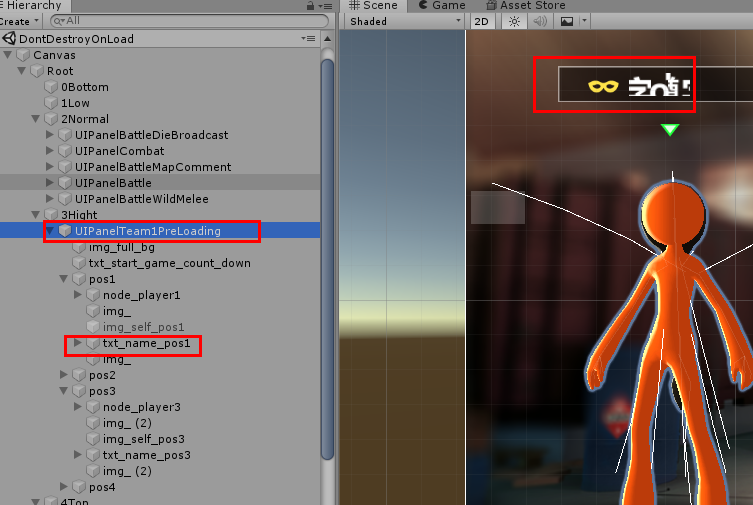 Hierarchy
Scene
Game
Asset Store
Create
All
Shaded
2D
DontDestroyOnLoad
Canvas
Root
0Bottom
1Low
2Normal
UIPanelBattleDieBroadcast
UIPanelCombat
UIPanelBattleMapComment
UIPanelBattle
UIPanelBattleWildMelee
3Hight
UIPanelTeam1PreLoading
img_full_bg
txt_start_game_count_down
pos1
node_player1
img_
img_self_pos1
txt_name_pos1
img_
pos2
pos3
node_player3
img_ (2)
img_self_pos3
txt_name_pos3
img_ (2)
pos4
4Top